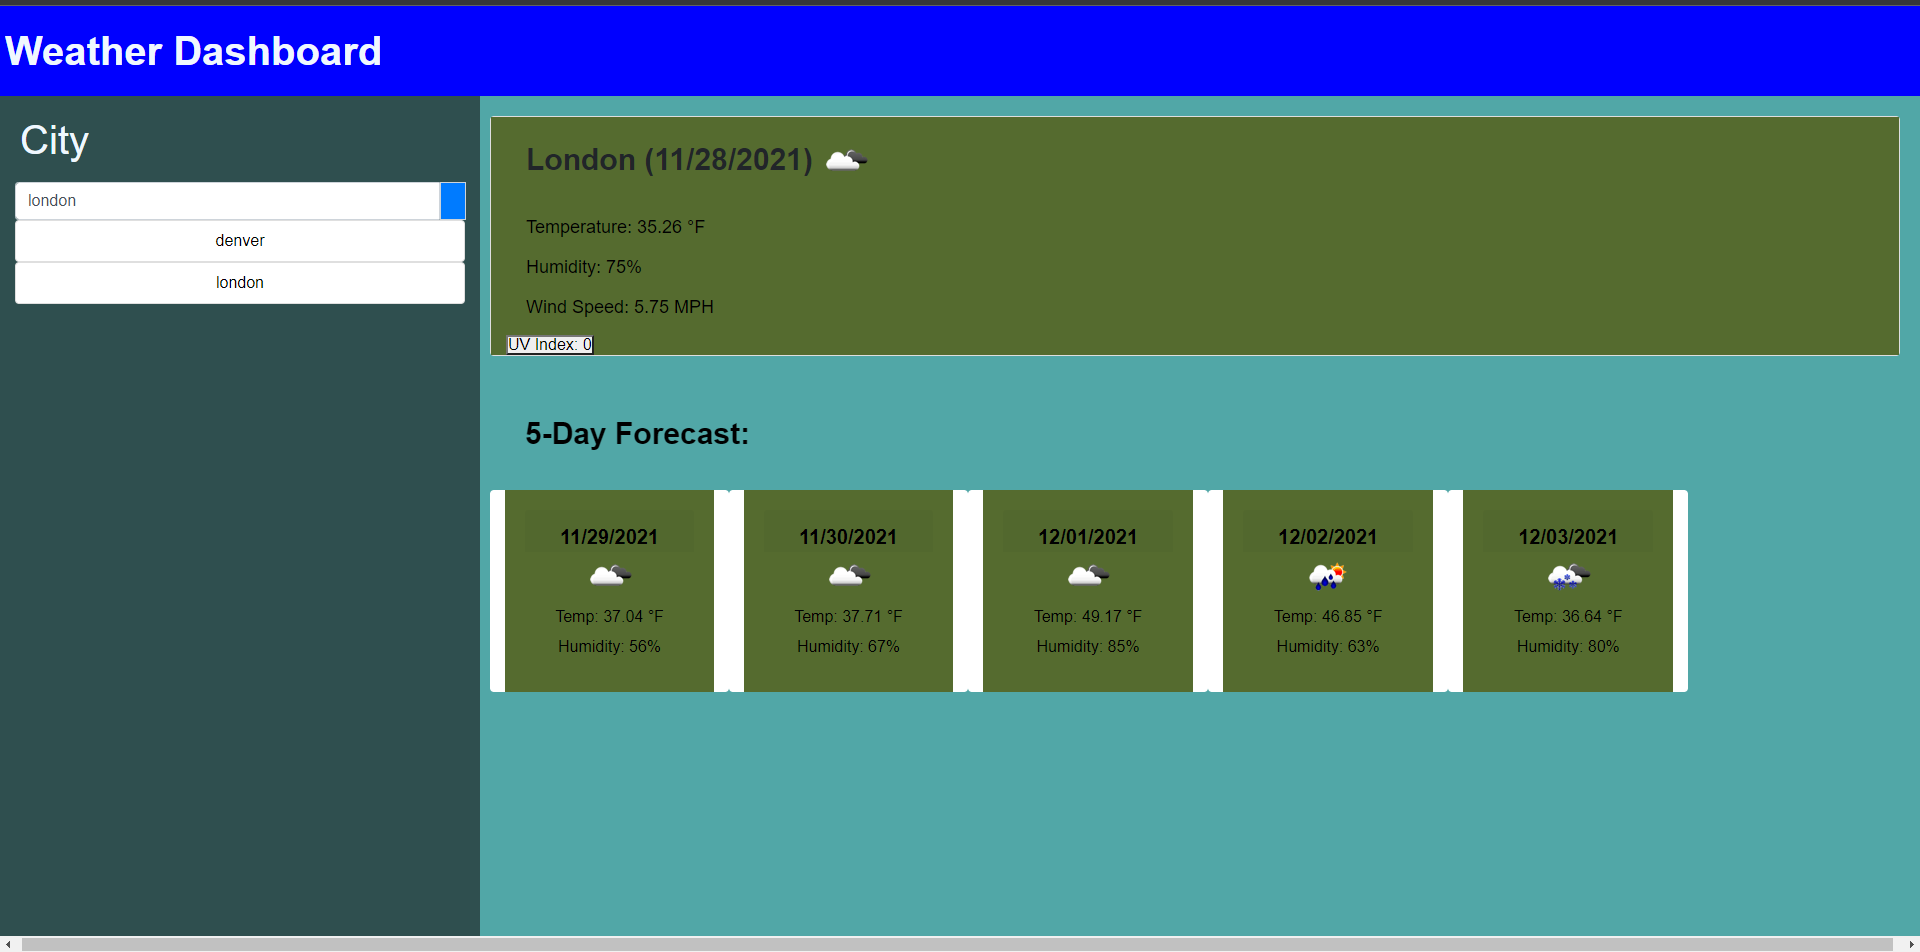 Weather Dashboard
City
london
denver
london
London (11/28/2021)
Temperature: 35.26 °F
Humidity: 75%
Wind Speed: 5.75 MPH
UV Index: 0
5-Day Forecast:
11/29/2021
Temp: 37.04 °F
Humidity: 56%
11/30/2021
Temp: 37.71 °F
Humidity: 67%
12/01/2021
Temp: 49.17 °F
Humidity: 85%
12/02/2021
Temp: 46.85 °F
Humidity: 63%
12/03/2021
Temp: 36.64 °F
Humidity: 80%